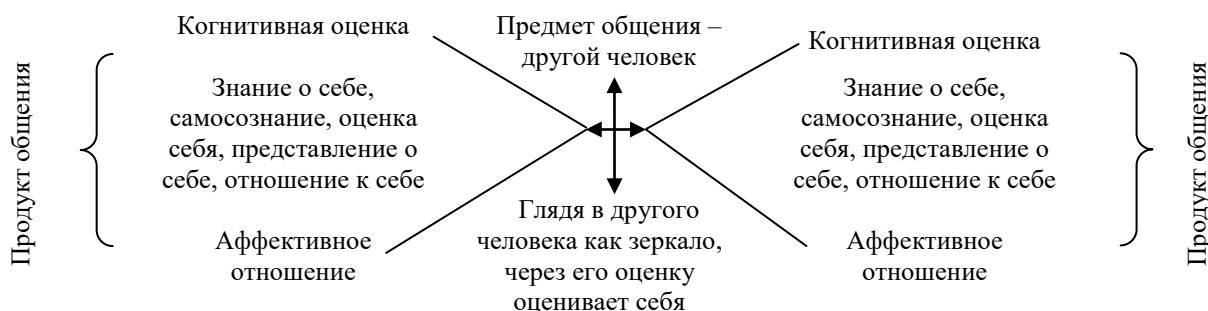 Продукт общения
Когнитивная оценка
Знание о себе,
самосознание, оценка
себя, представление о
себе, отношение к себе
Аффективное
отношение
Предмет общения –
другой человек
Глядя в другого
человека как зеркало,
через его оценку
оценивает себя
Когнитивная оценка
Знание о себе,
самосознание, оценка
себя, представление о
себе, отношение к себе
Аффективное
отношение
Продукт общения